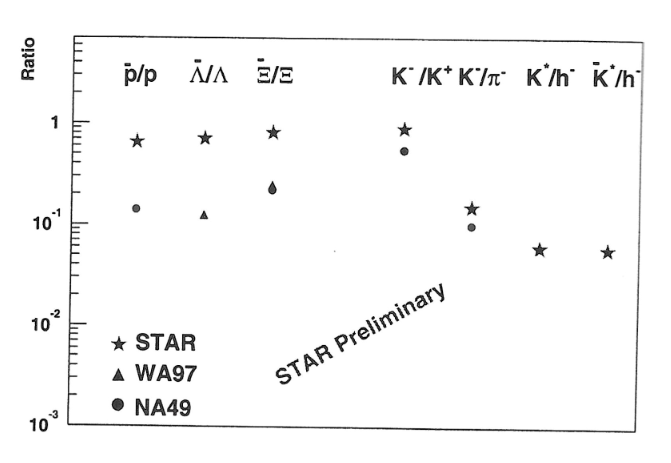 Ratio
p̄/p Λ̄/Λ Ξ̄/Ξ K⁻/K⁺ K⁻/π⁻ K*/h⁻ K̄*/h⁻
1
10⁻¹
10⁻²
10⁻³
★ STAR
▲ WA97
● NA49
STAR Preliminary